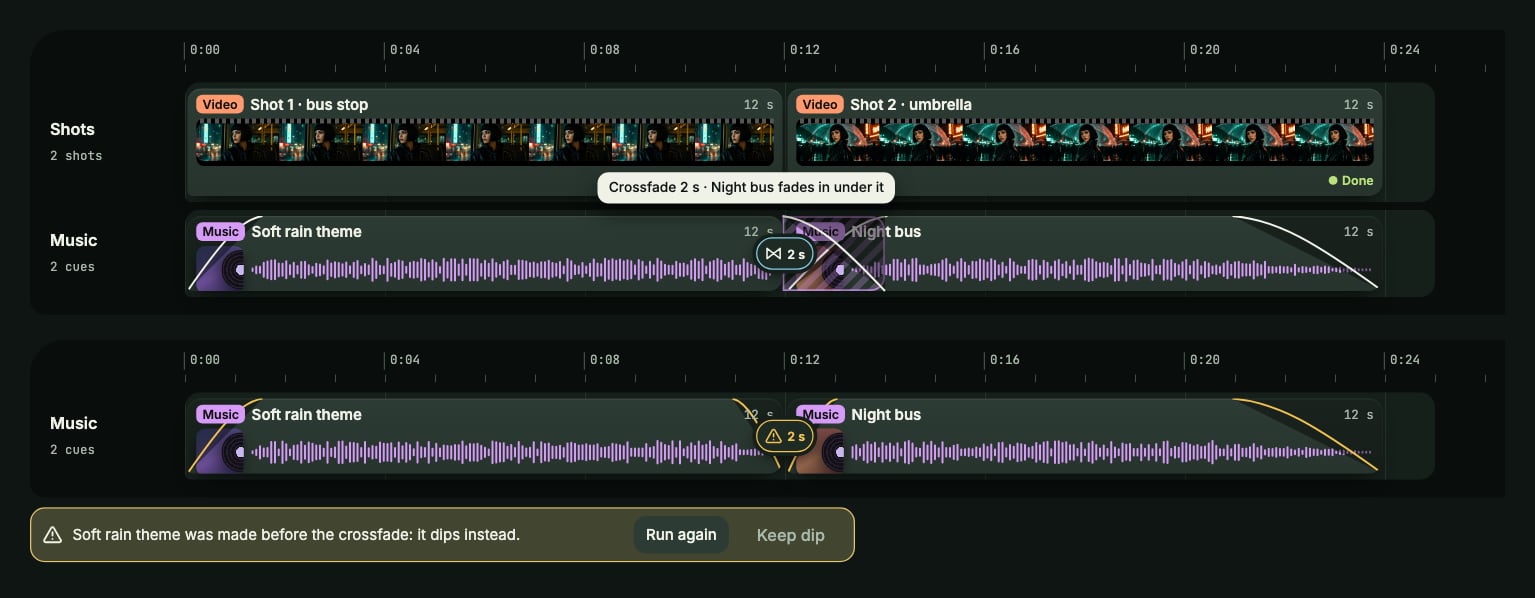 0:00 0:04 0:08 0:12 0:16 0:20 0:24
Shots
2 shots
Video Shot 1 · bus stop 12 s
Video Shot 2 · umbrella 12 s
Done
Crossfade 2 s · Night bus fades in under it
Music
2 cues
Music Soft rain theme 12 s
2 s
Music Night bus 12 s
0:00 0:04 0:08 0:12 0:16 0:20 0:24
Music
2 cues
Music Soft rain theme 12 s
2 s
Music Night bus 12 s
Soft rain theme was made before the crossfade: it dips instead. Run again Keep dip